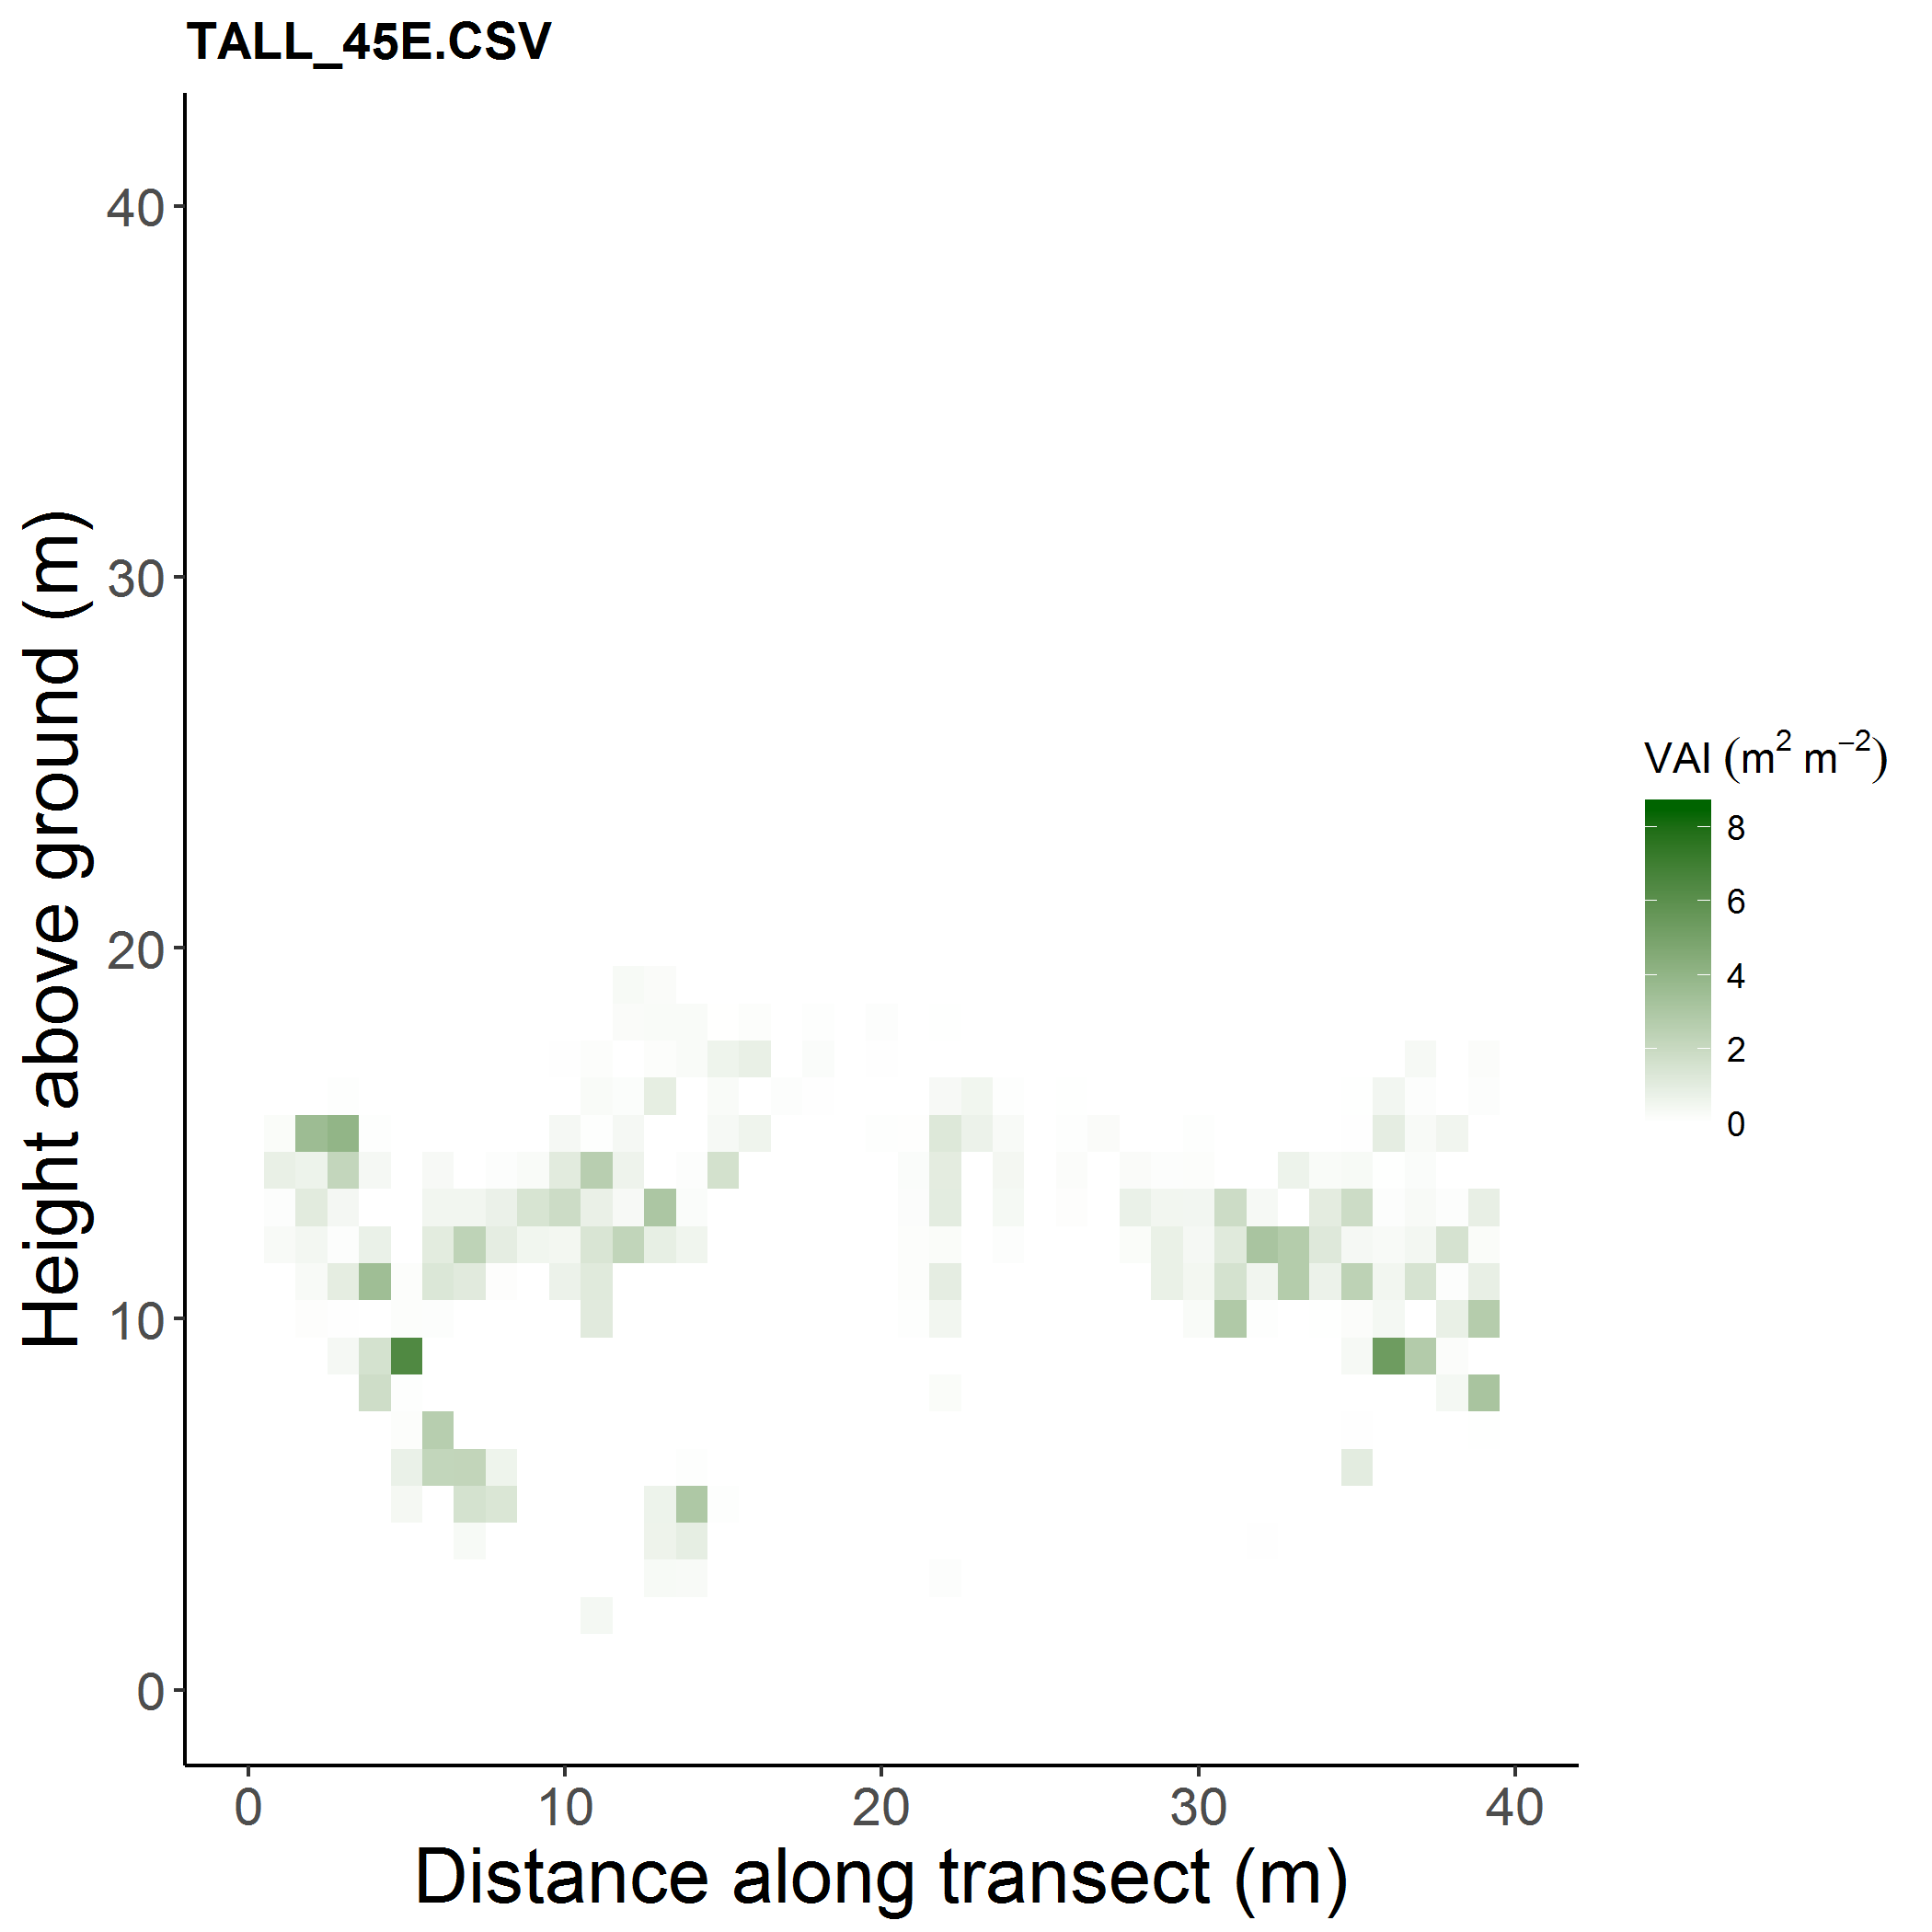 TALL_45E.CSV
Height above ground (m)
40
30
20
10
0
0 10 20 30 40
Distance along transect (m)
VAI (m² m⁻²)
8
6
4
2
0